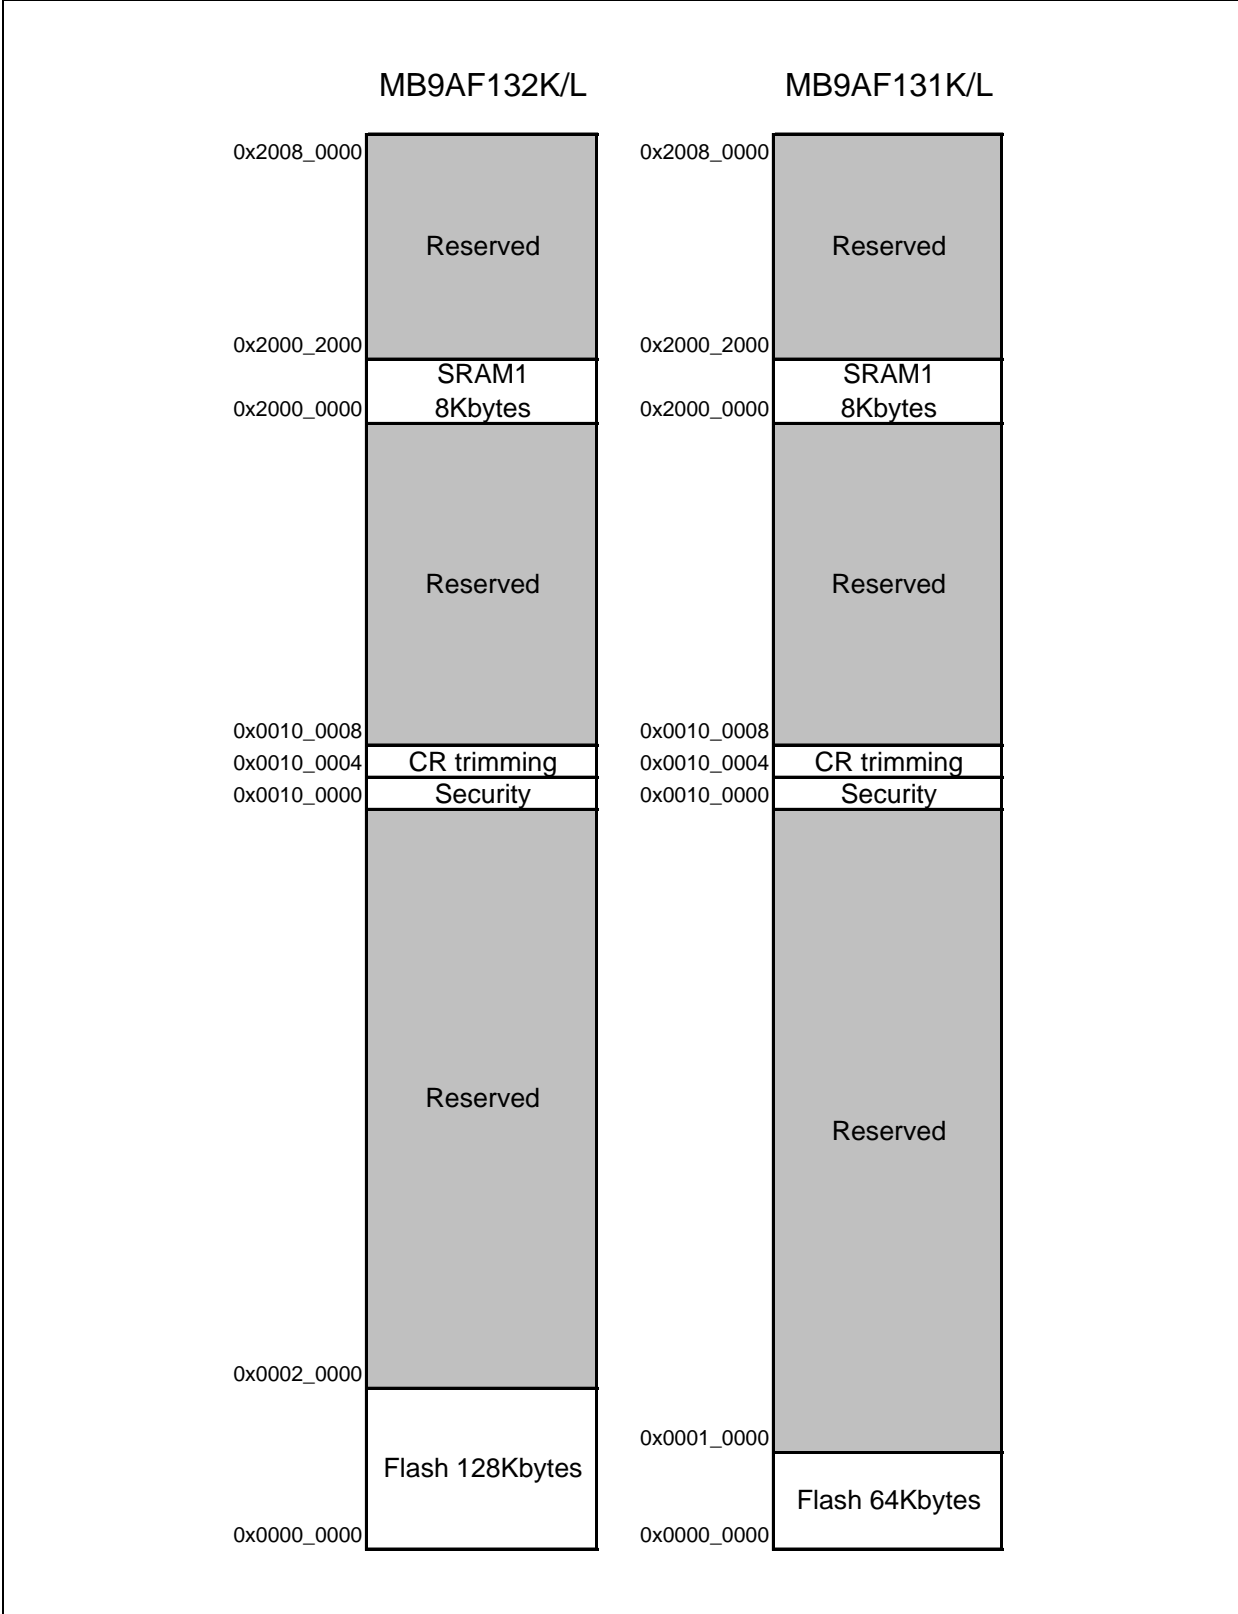 MB9AF132K/L
0x2008_0000
Reserved
0x2000_2000
SRAM1
8Kbytes
0x2000_0000
Reserved
0x0010_0008
0x0010_0004
CR trimming
0x0010_0000
Security
Reserved
0x0002_0000
Flash 128Kbytes
0x0000_0000
MB9AF131K/L
0x2008_0000
Reserved
0x2000_2000
SRAM1
8Kbytes
0x2000_0000
Reserved
0x0010_0008
0x0010_0004
CR trimming
0x0010_0000
Security
Reserved
0x0001_0000
Flash 64Kbytes
0x0000_0000